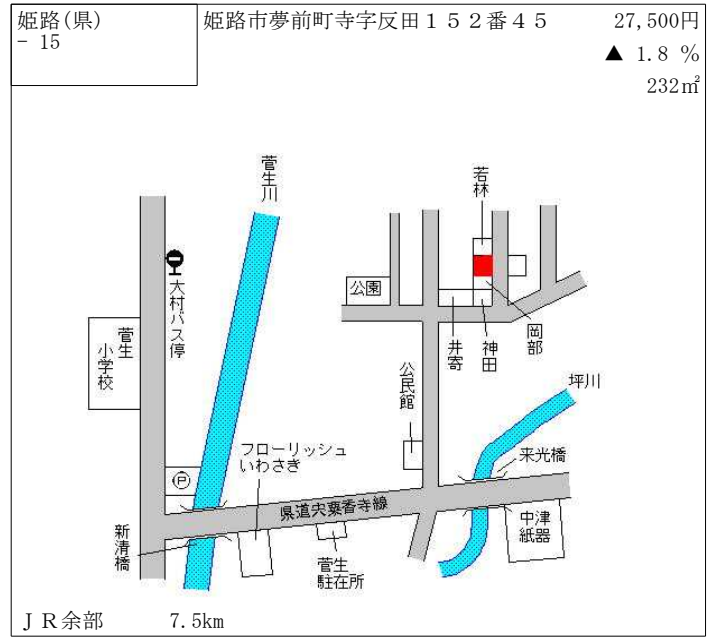 姫路(県)
- 15
姫路市夢前町寺字反田１５２番４５
27,500円
▲ 1.8 %
232㎡
菅生川
若林
大村バス停
公園
菅生
小学校
井寄
神田
岡部
公民館
坪川
フローリッシュ
いわさき
来光橋
Ｐ
県道宍粟香寺線
新清橋
菅生
駐在所
中津
紙器
ＪＲ余部
7.5km